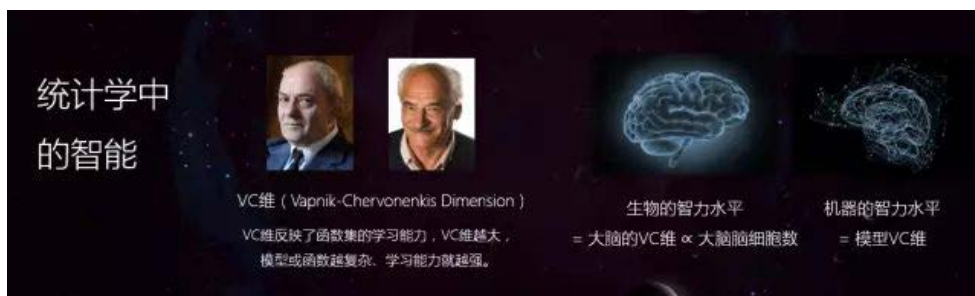 统计学中
的智能
VC维（Vapnik-Chervonenkis Dimension）
VC维反映了函数集的学习能力，VC维越大，
模型或函数越复杂、学习能力就越强。
生物的智力水平
= 大脑的VC维 ∝ 大脑脑细胞数
机器的智力水平
= 模型VC维